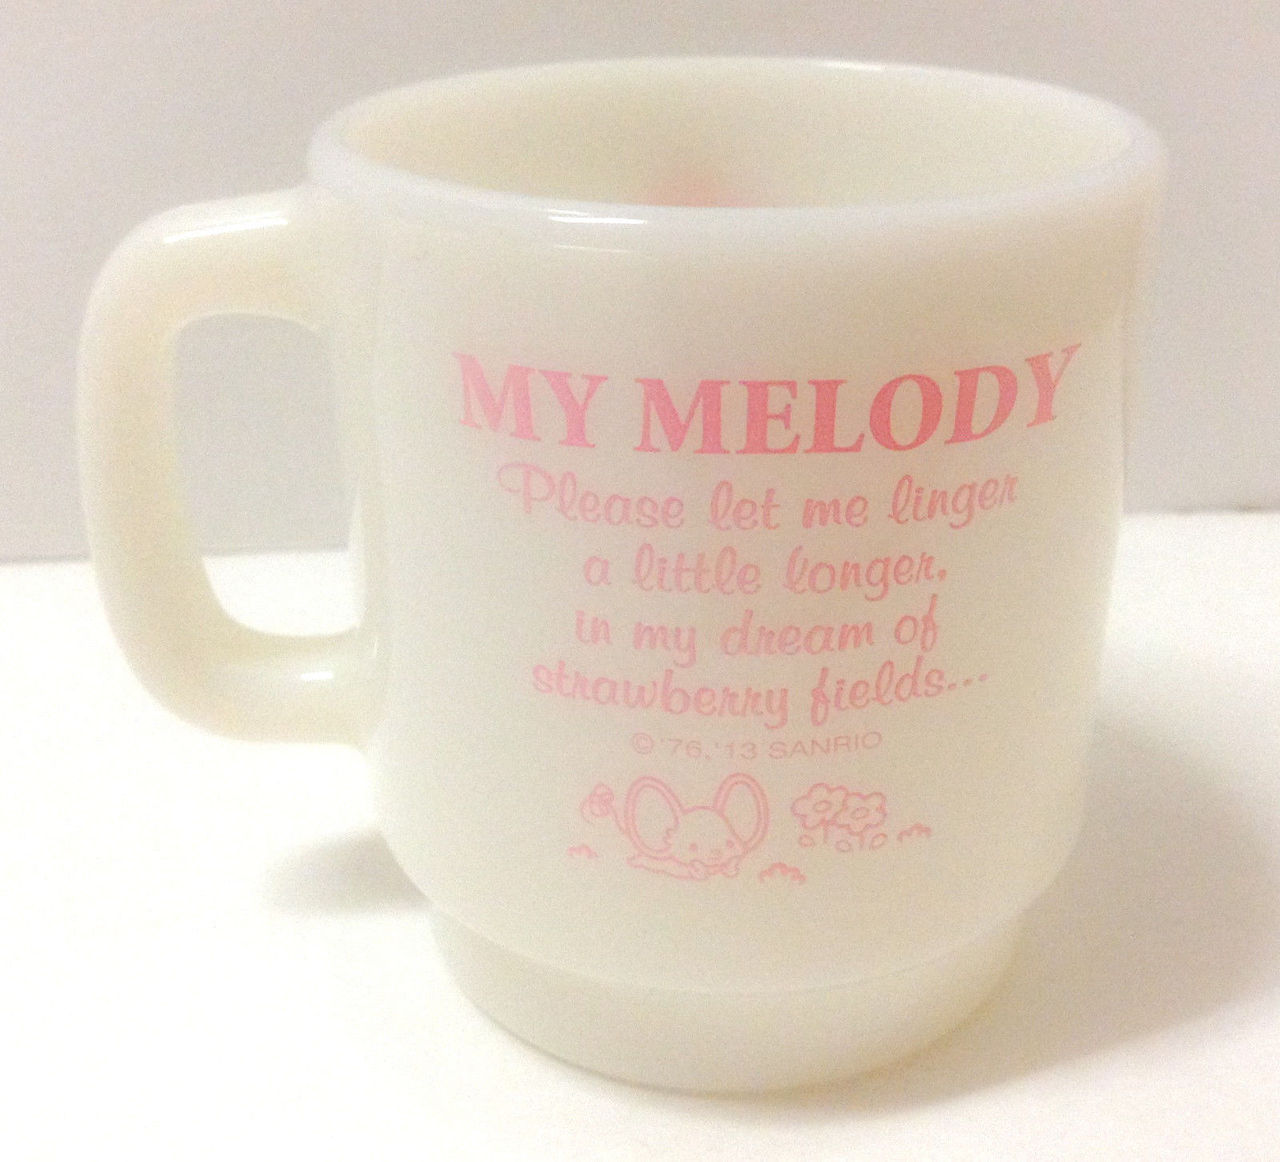 MY MELODY
Please let me linger
a little longer,
in my dream of
strawberry fields...
© '76, '13 SANRIO